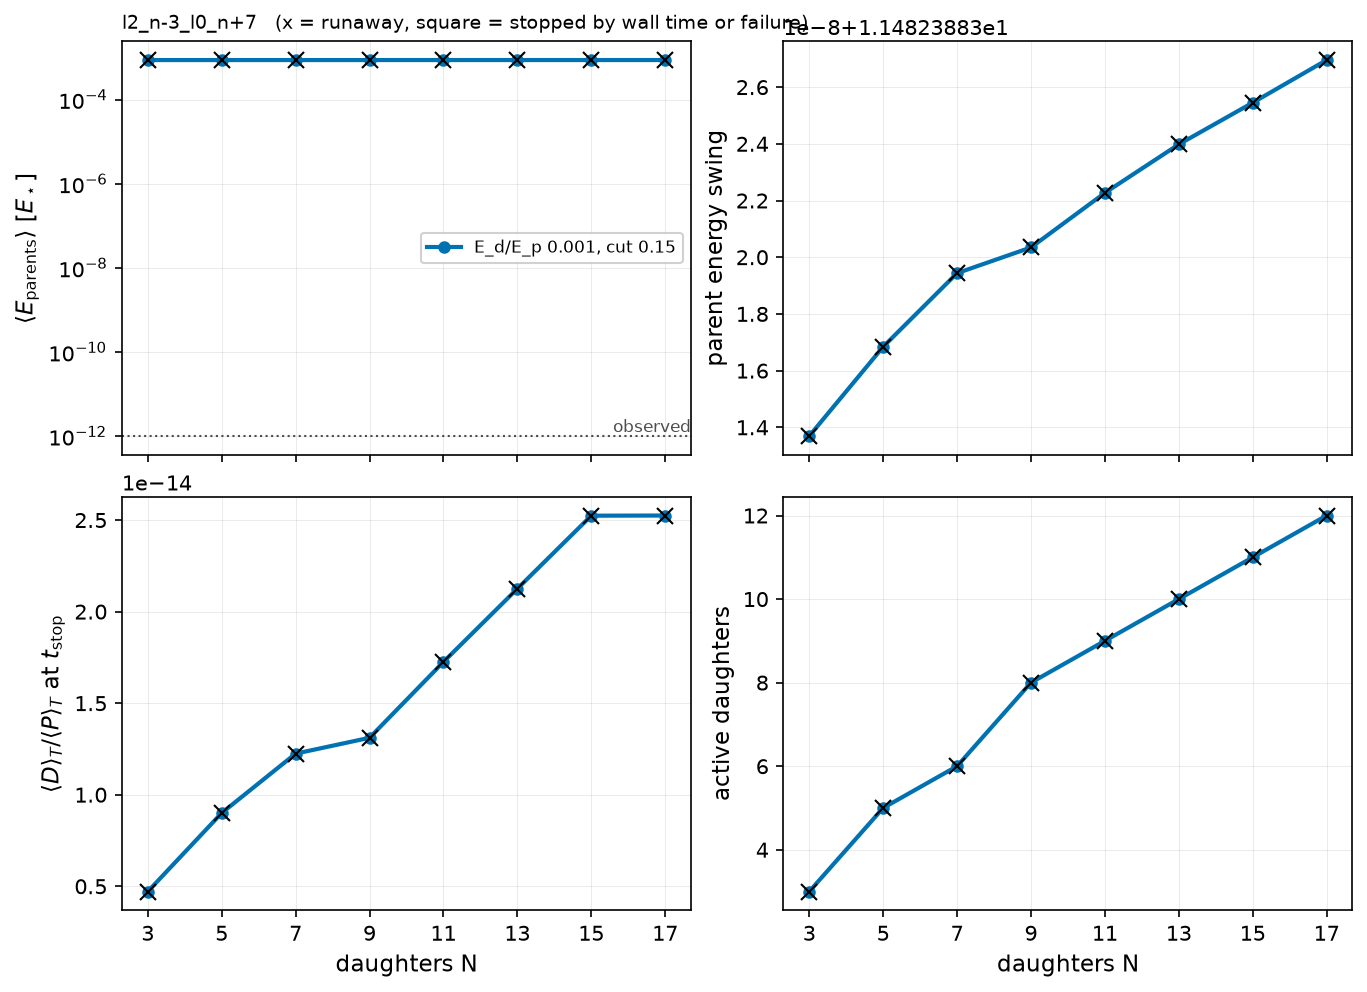 l2_n-3_l0_n+7   (x = runaway, square = stopped by wall time or failure)
1e−8+1.14823883e1
10⁻⁴
10⁻⁶
10⁻⁸
10⁻¹⁰
10⁻¹²
⟨E_parents⟩ [E⋆]
E_d/E_p 0.001, cut 0.15
observed
2.6
2.4
2.2
2.0
1.8
1.6
1.4
parent energy swing
1e−14
2.5
2.0
1.5
1.0
0.5
⟨D⟩_T/⟨P⟩_T at t_stop
3 5 7 9 11 13 15 17
daughters N
12
10
8
6
4
active daughters
3 5 7 9 11 13 15 17
daughters N